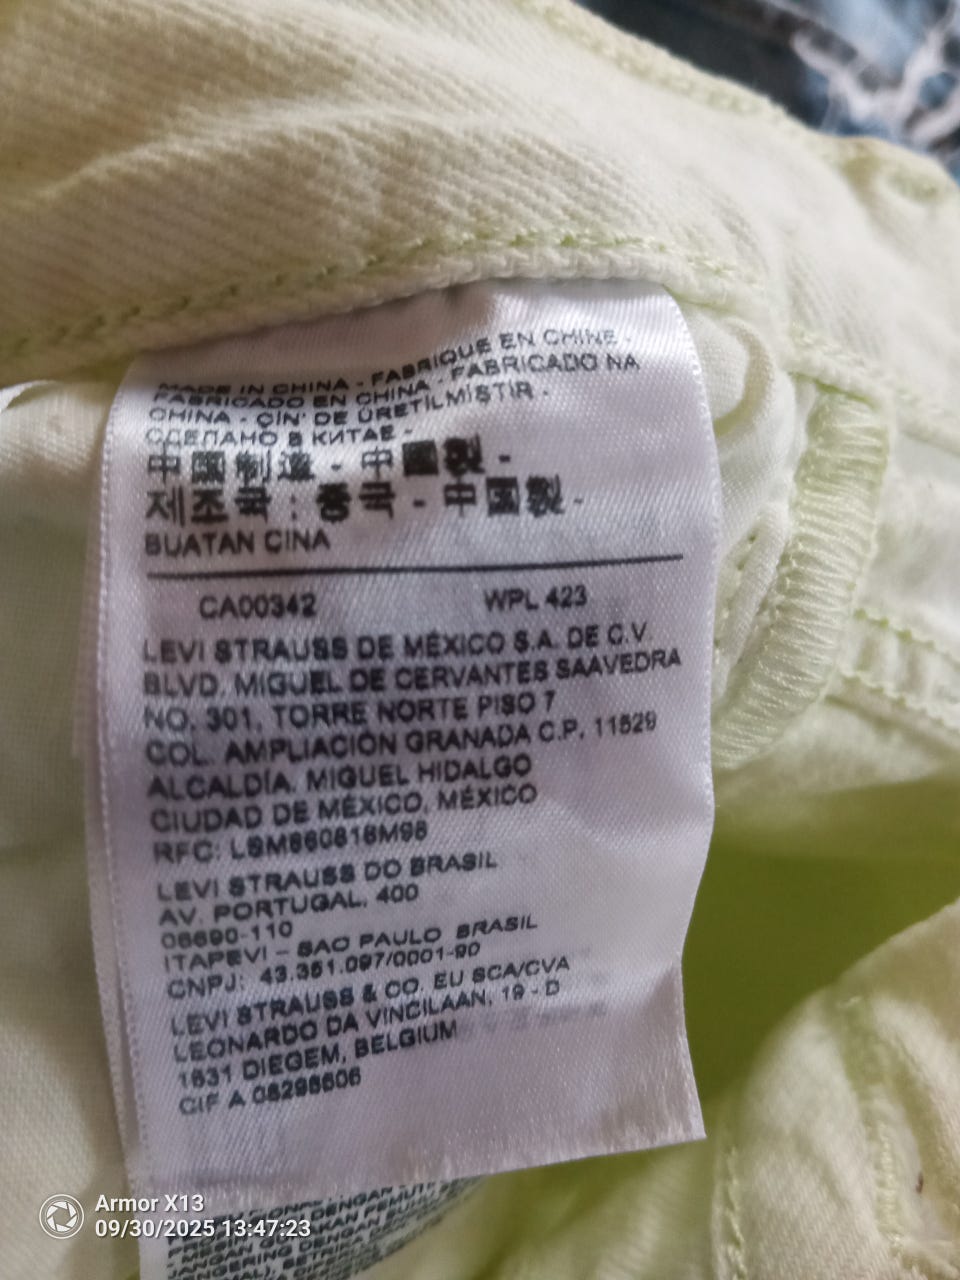 MADE IN CHINA - FABRIQUE EN CHINE -
FABRICADO EN CHINA - FABRICADO NA
CHINA - ÇİN' DE ÜRETİLMİŞTİR -
СДЕЛАНО В КИТАЕ -
中国制造 - 中國製 -
제조국 : 중국 - 中国製 -
BUATAN CINA
CA00342 WPL 423
LEVI STRAUSS DE MÉXICO S.A. DE C.V.
BLVD. MIGUEL DE CERVANTES SAAVEDRA
NO. 301, TORRE NORTE PISO 7
COL. AMPLIACIÓN GRANADA C.P. 11529
ALCALDÍA. MIGUEL HIDALGO
CIUDAD DE MÉXICO, MÉXICO
RFC:
LEVI STRAUSS DO BRASIL
AV. PORTUGAL, 400
06690-110
ITAPEVI - SAO PAULO BRASIL
CNPJ: 43.351.097/0001-90
LEVI STRAUSS & CO. EU SCA/CVA
LEONARDO DA VINCILAAN, 19 - D
1831 DIEGEM, BELGIUM
CIF A
DENGAN
Armor X13
09/30/2025 13:47:23